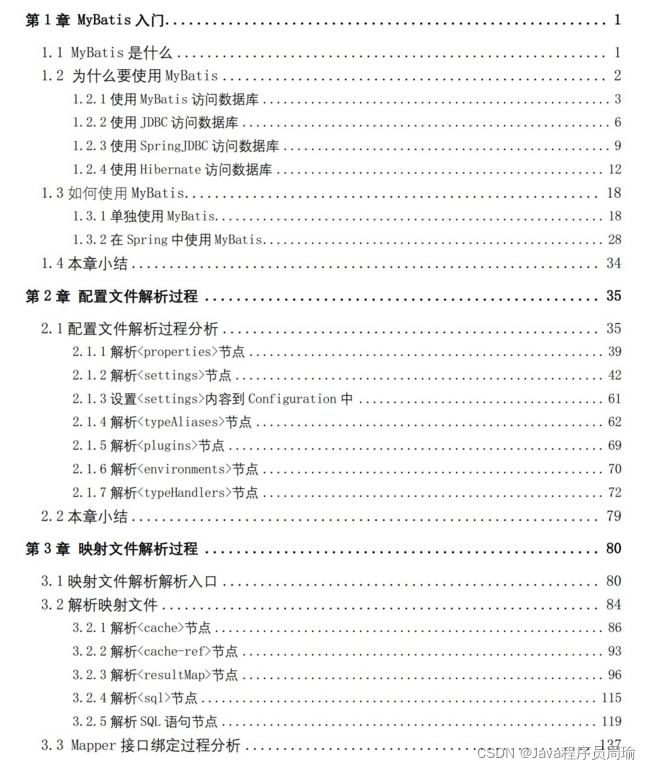 第 1 章 MyBatis 入门........................................................ 1
1.1 MyBatis 是什么........................................................ 1
1.2 为什么要使用 MyBatis........................................................ 2
1.2.1 使用 MyBatis 访问数据库........................................................ 3
1.2.2 使用 JDBC 访问数据库........................................................ 6
1.2.3 使用 SpringJDBC 访问数据库........................................................ 9
1.2.4 使用 Hibernate 访问数据库........................................................ 12
1.3 如何使用 MyBatis........................................................ 18
1.3.1 单独使用 MyBatis........................................................ 18
1.3.2 在 Spring 中使用 MyBatis........................................................ 28
1.4 本章小结........................................................ 34
第 2 章 配置文件解析过程........................................................ 35
2.1 配置文件解析过程分析........................................................ 35
2.1.1 解析<properties>节点........................................................ 39
2.1.2 解析<settings>节点........................................................ 42
2.1.3 设置<settings>内容到 Configuration 中........................................................ 61
2.1.4 解析<typeAliases>节点........................................................ 62
2.1.5 解析<plugins>节点........................................................ 69
2.1.6 解析<environments>节点........................................................ 70
2.1.7 解析<typeHandlers>节点........................................................ 72
2.2 本章小结........................................................ 79
第 3 章 映射文件解析过程........................................................ 80
3.1 映射文件解析解析入口........................................................ 80
3.2 解析映射文件........................................................ 84
3.2.1 解析<cache>节点........................................................ 86
3.2.2 解析<cache-ref>节点........................................................ 93
3.2.3 解析<resultMap>节点........................................................ 96
3.2.4 解析<sql>节点........................................................ 115
3.2.5 解析 SQL 语句节点........................................................ 119
3.3 Mapper 接口绑定过程分析........................................................ 137
CSDN @Java程序员周瑜